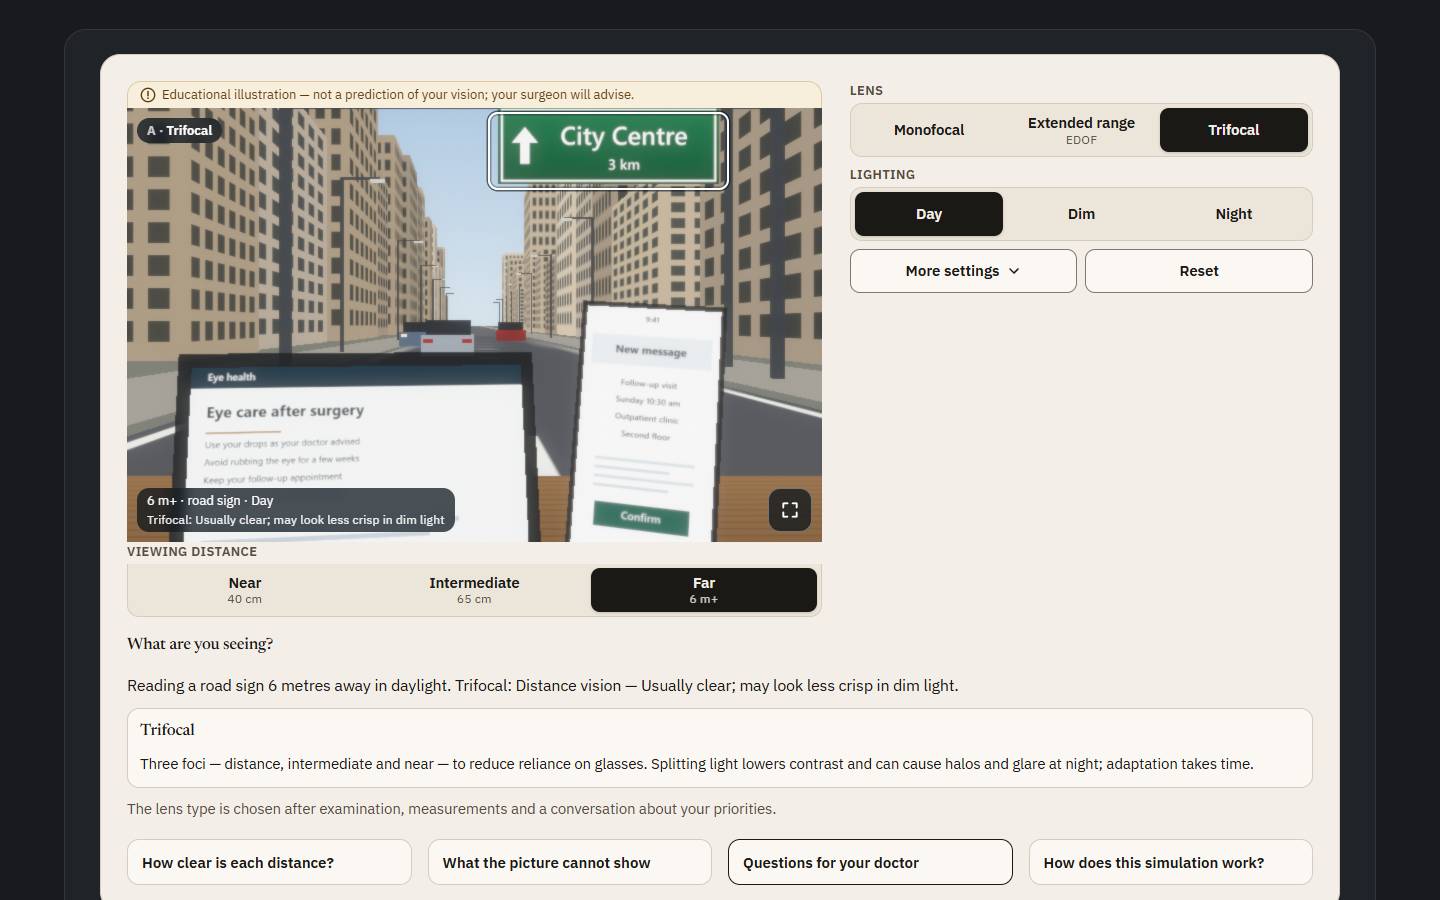 Educational illustration — not a prediction of your vision; your surgeon will advise.
A · Trifocal
City Centre
3 km
9:41
New message
Follow-up visit
Sunday 10:30 am
Outpatient clinic
Second floor
Confirm
Eye health
Eye care after surgery
Use your drops as your doctor advised
Avoid rubbing the eye for a few weeks
Keep your follow-up appointment
6 m+ · road sign · Day
Trifocal: Usually clear; may look less crisp in dim light
VIEWING DISTANCE
Near
40 cm
Intermediate
65 cm
Far
6 m+
LENS
Monofocal
Extended range
EDOF
Trifocal
LIGHTING
Day
Dim
Night
More settings
Reset
What are you seeing?
Reading a road sign 6 metres away in daylight. Trifocal: Distance vision — Usually clear; may look less crisp in dim light.
Trifocal
Three foci — distance, intermediate and near — to reduce reliance on glasses. Splitting light lowers contrast and can cause halos and glare at night; adaptation takes time.
The lens type is chosen after examination, measurements and a conversation about your priorities.
How clear is each distance?
What the picture cannot show
Questions for your doctor
How does this simulation work?